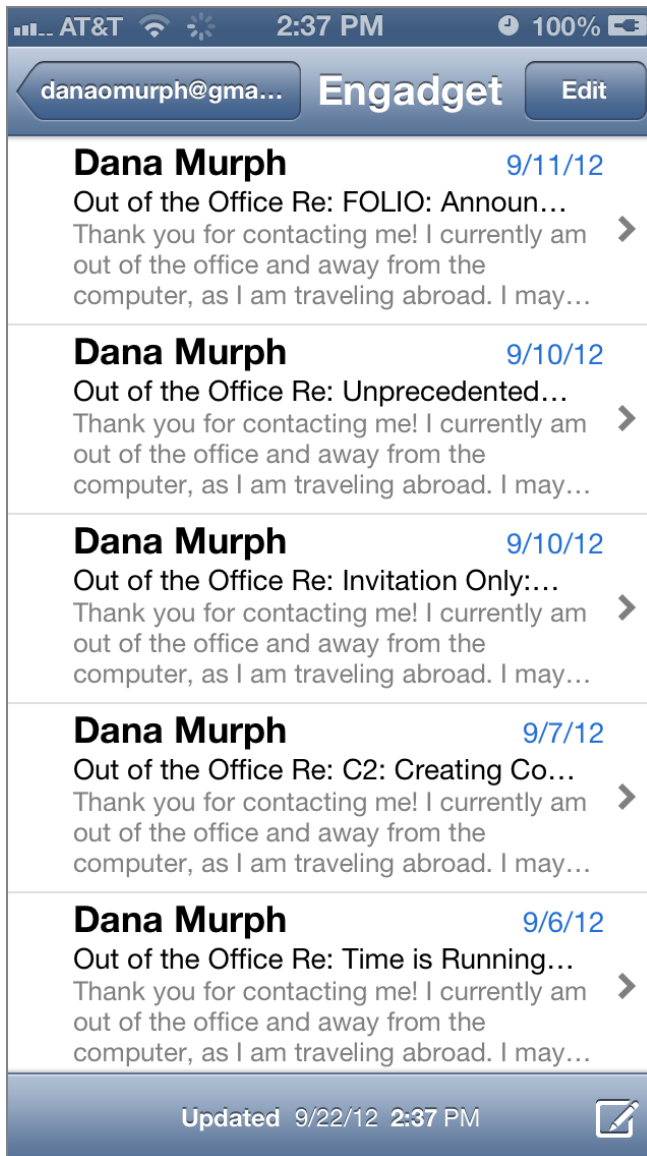 AT&T 2:37 PM 100%
danaomurph@gma... Engadget Edit
Dana Murph 9/11/12
Out of the Office Re: FOLIO: Announ...
Thank you for contacting me! I currently am
out of the office and away from the
computer, as I am traveling abroad. I may...
Dana Murph 9/10/12
Out of the Office Re: Unprecedented...
Thank you for contacting me! I currently am
out of the office and away from the
computer, as I am traveling abroad. I may...
Dana Murph 9/10/12
Out of the Office Re: Invitation Only:...
Thank you for contacting me! I currently am
out of the office and away from the
computer, as I am traveling abroad. I may...
Dana Murph 9/7/12
Out of the Office Re: C2: Creating Co...
Thank you for contacting me! I currently am
out of the office and away from the
computer, as I am traveling abroad. I may...
Dana Murph 9/6/12
Out of the Office Re: Time is Running...
Thank you for contacting me! I currently am
out of the office and away from the
computer, as I am traveling abroad. I may...
Updated 9/22/12 2:37 PM